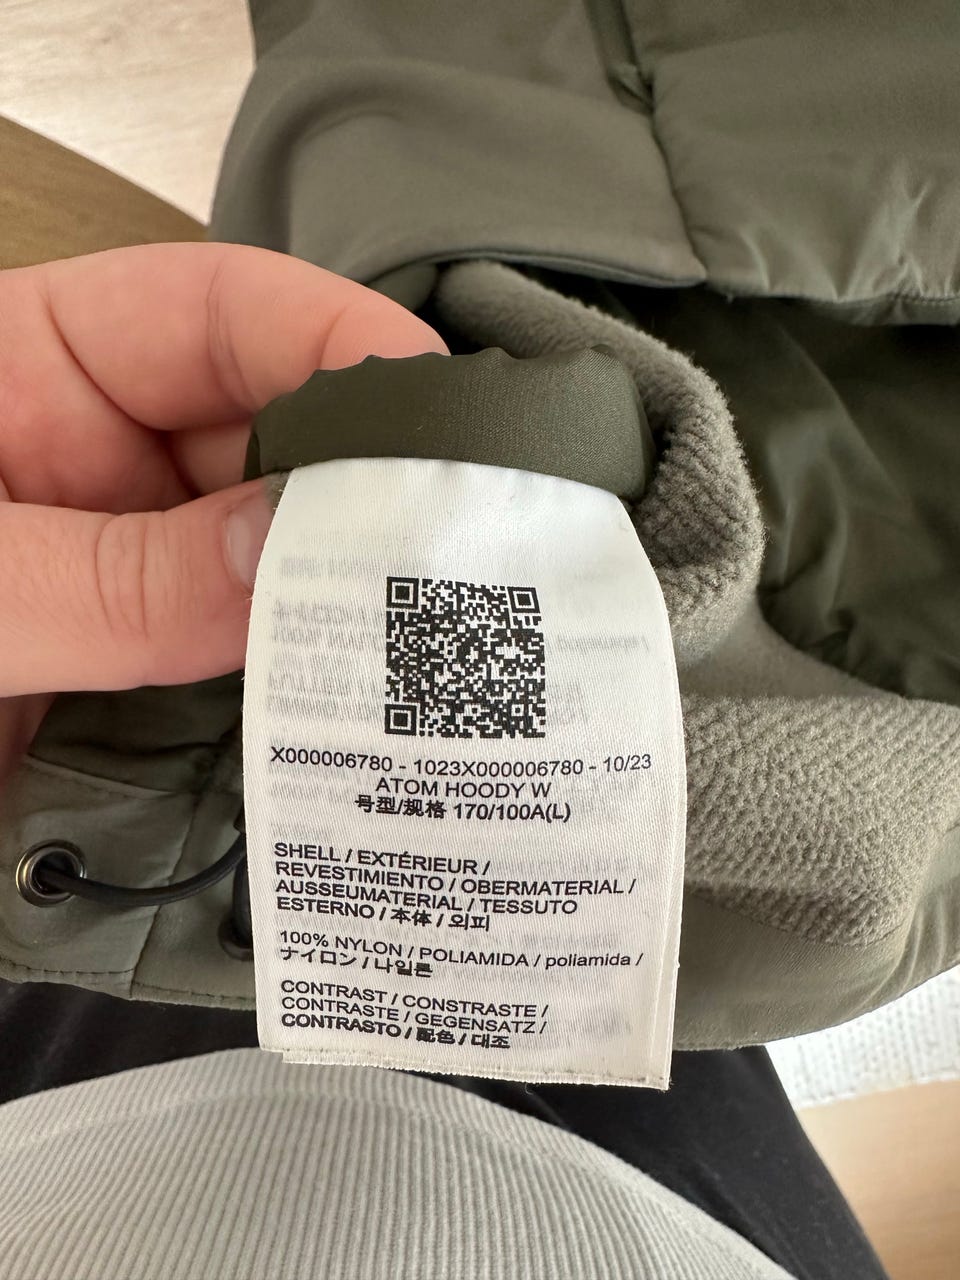 X000006780 - 1023X000006780 - 10/23
ATOM HOODY W
号型/规格 170/100A(L)
SHELL / EXTÉRIEUR /
REVESTIMIENTO / OBERMATERIAL /
AUSSEUMATERIAL / TESSUTO
ESTERNO / 本体 / 외피
100% NYLON / POLIAMIDA / poliamida /
ナイロン / 나일론
CONTRAST / CONSTRASTE /
CONTRASTE / GEGENSATZ /
CONTRASTO / 配色 / 대조